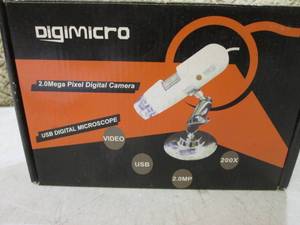 DigiMicro
2.0Mega Pixel Digital Camera
USB DIGITAL MICROSCOPE
VIDEO
USB
2.0MP
200X